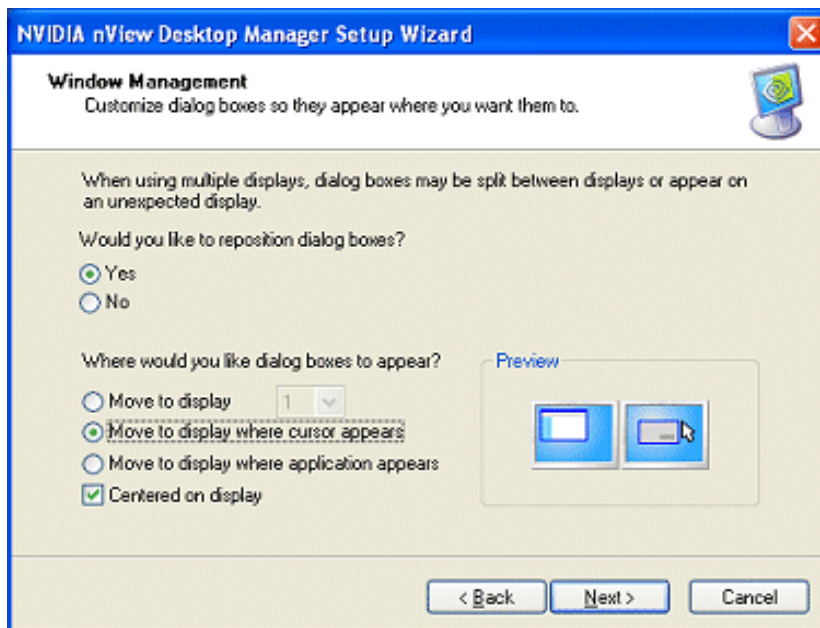 NVIDIA nView Desktop Manager Setup Wizard
Window Management
Customize dialog boxes so they appear where you want them to.
When using multiple displays, dialog boxes may be split between displays or appear on
an unexpected display.
Would you like to reposition dialog boxes?
Yes
No
Where would you like dialog boxes to appear?
Preview
Move to display 1
Move to display where cursor appears
Move to display where application appears
Centered on display
< Back Next > Cancel